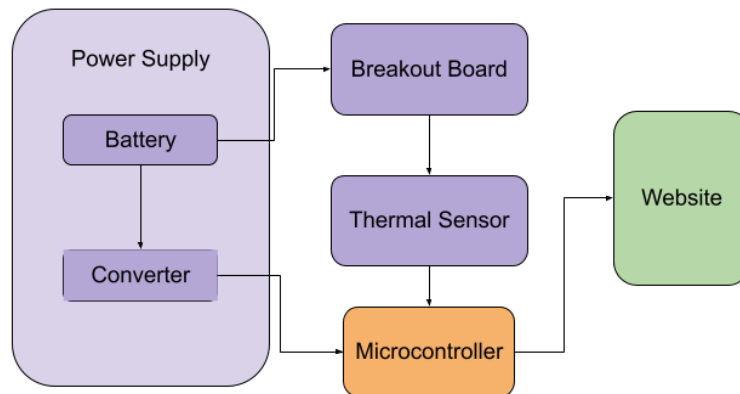 Power Supply
Battery
Converter
Breakout Board
Thermal Sensor
Microcontroller
Website